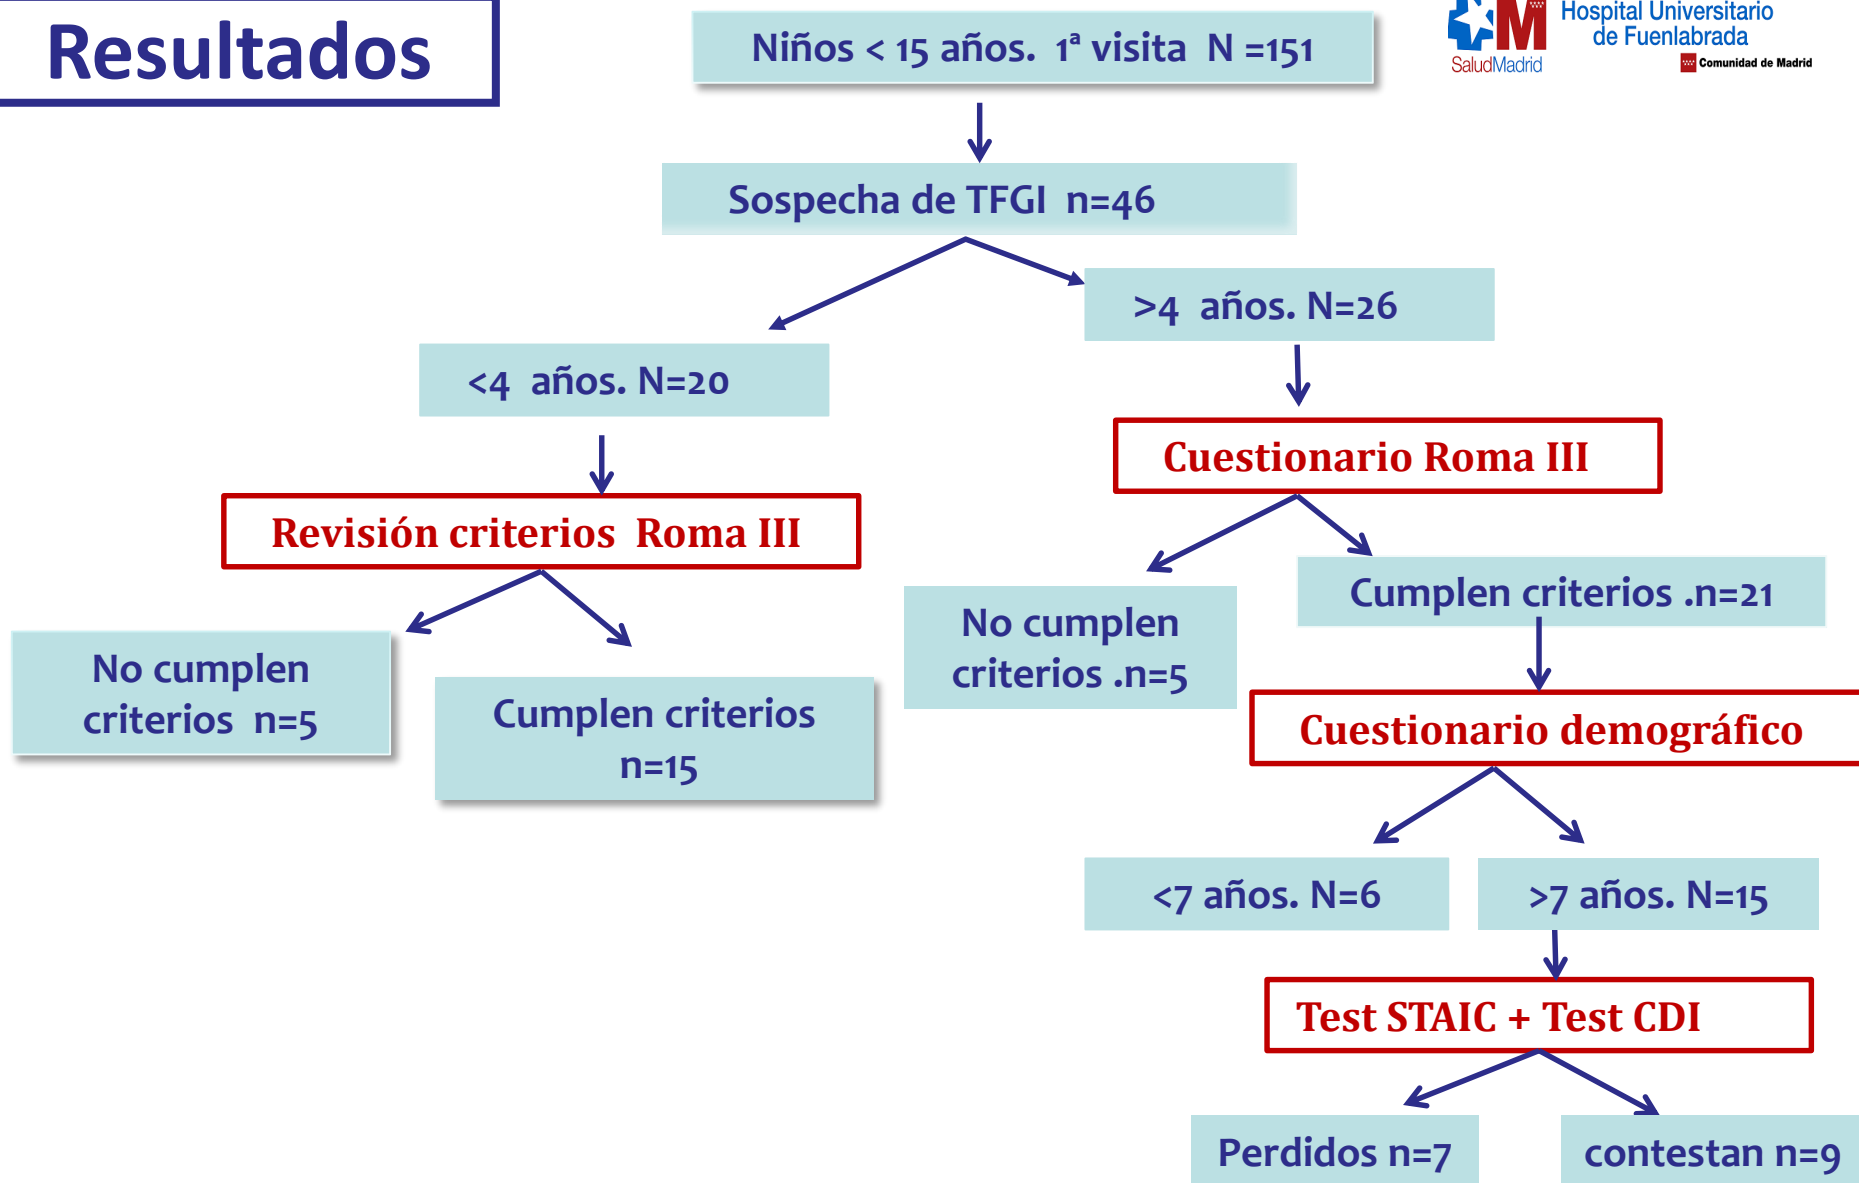 Resultados
Niños < 15 años. 1ª visita N =151
SaludMadrid
Hospital Universitario
de Fuenlabrada
Comunidad de Madrid
Sospecha de TFGI n=46
>4 años. N=26
<4 años. N=20
Cuestionario Roma III
Revisión criterios Roma III
No cumplen
criterios .n=5
Cumplen criterios .n=21
No cumplen
criterios n=5
Cumplen criterios
n=15
Cuestionario demográfico
<7 años. N=6
>7 años. N=15
Test STAIC + Test CDI
Perdidos n=7
contestan n=9